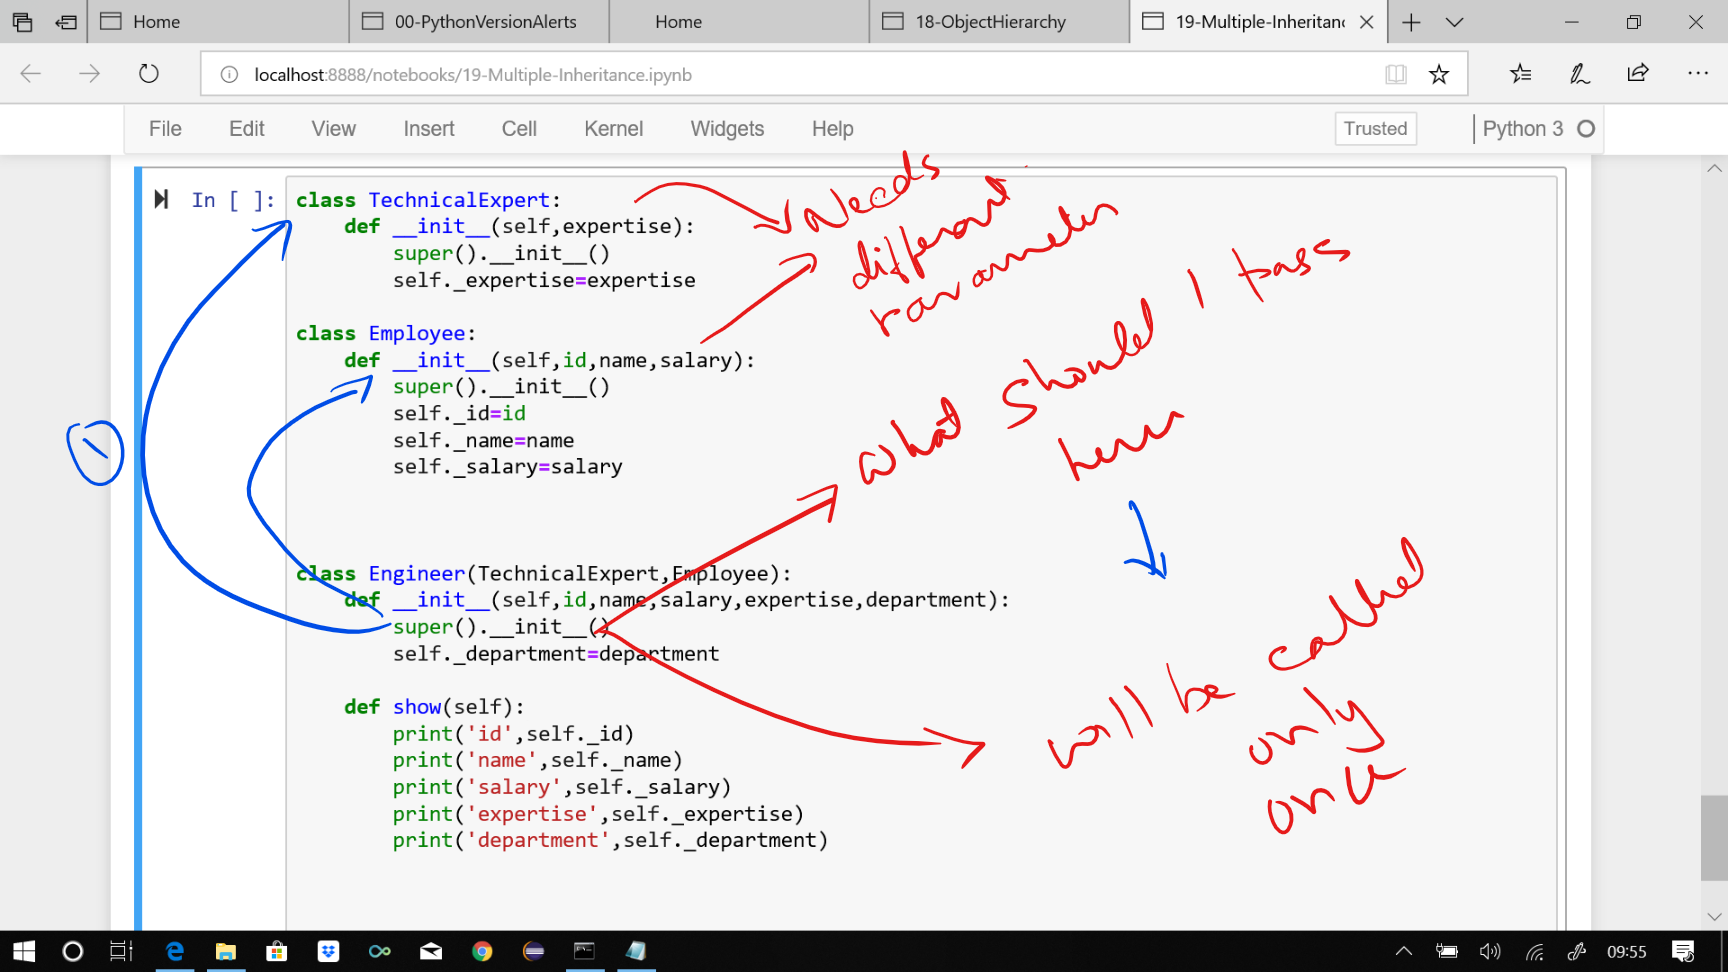 Home
00-PythonVersionAlerts
Home
18-ObjectHierarchy
19-Multiple-Inheritanc
localhost:8888/notebooks/19-Multiple-Inheritance.ipynb
File Edit View Insert Cell Kernel Widgets Help
Trusted
Python 3
In [ ]:
class TechnicalExpert:
def __init__(self,expertise):
super().__init__()
self._expertise=expertise
class Employee:
def __init__(self,id,name,salary):
super().__init__()
self._id=id
self._name=name
self._salary=salary
class Engineer(TechnicalExpert,Employee):
def __init__(self,id,name,salary,expertise,department):
super().__init__()
self._department=department
def show(self):
print('id',self._id)
print('name',self._name)
print('salary',self._salary)
print('expertise',self._expertise)
print('department',self._department)
Needs
different
what should I pass
here
will be called
only
once
09:55